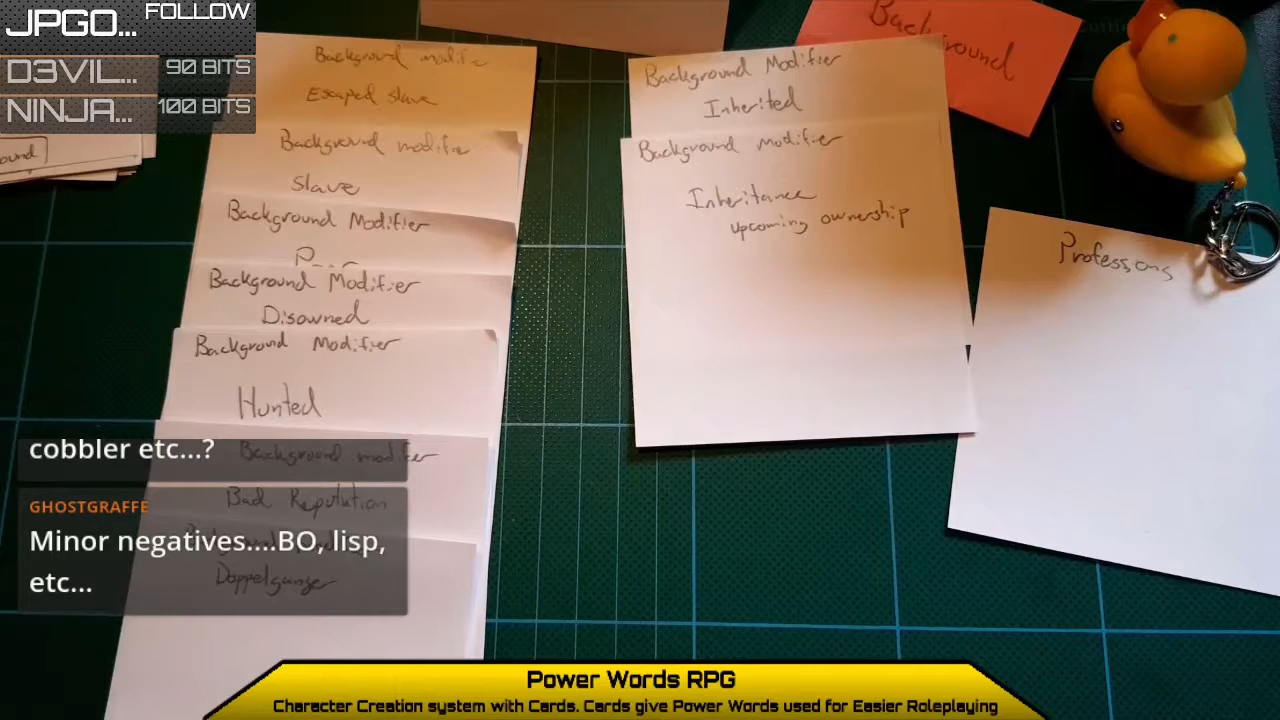 JPGO... FOLLOW
D3VIL... 90 BITS
NINJA... 100 BITS
ound
Background modifie
Escaped slave
Background modifie
Slave
Background Modifier
Background Modifier
Disowned
Background Modifier
Hunted
Background modifier
Bad Reputation
Doppelganger
Background Modifier
Inherited
Background Modifier
Inheritance
upcoming ownership
Background
Professions
cobbler etc...?
GHOSTGRAFFE
Minor negatives....BO, lisp,
etc...
Power Words RPG
Character Creation system with Cards. Cards give Power Words used for Easier Roleplaying